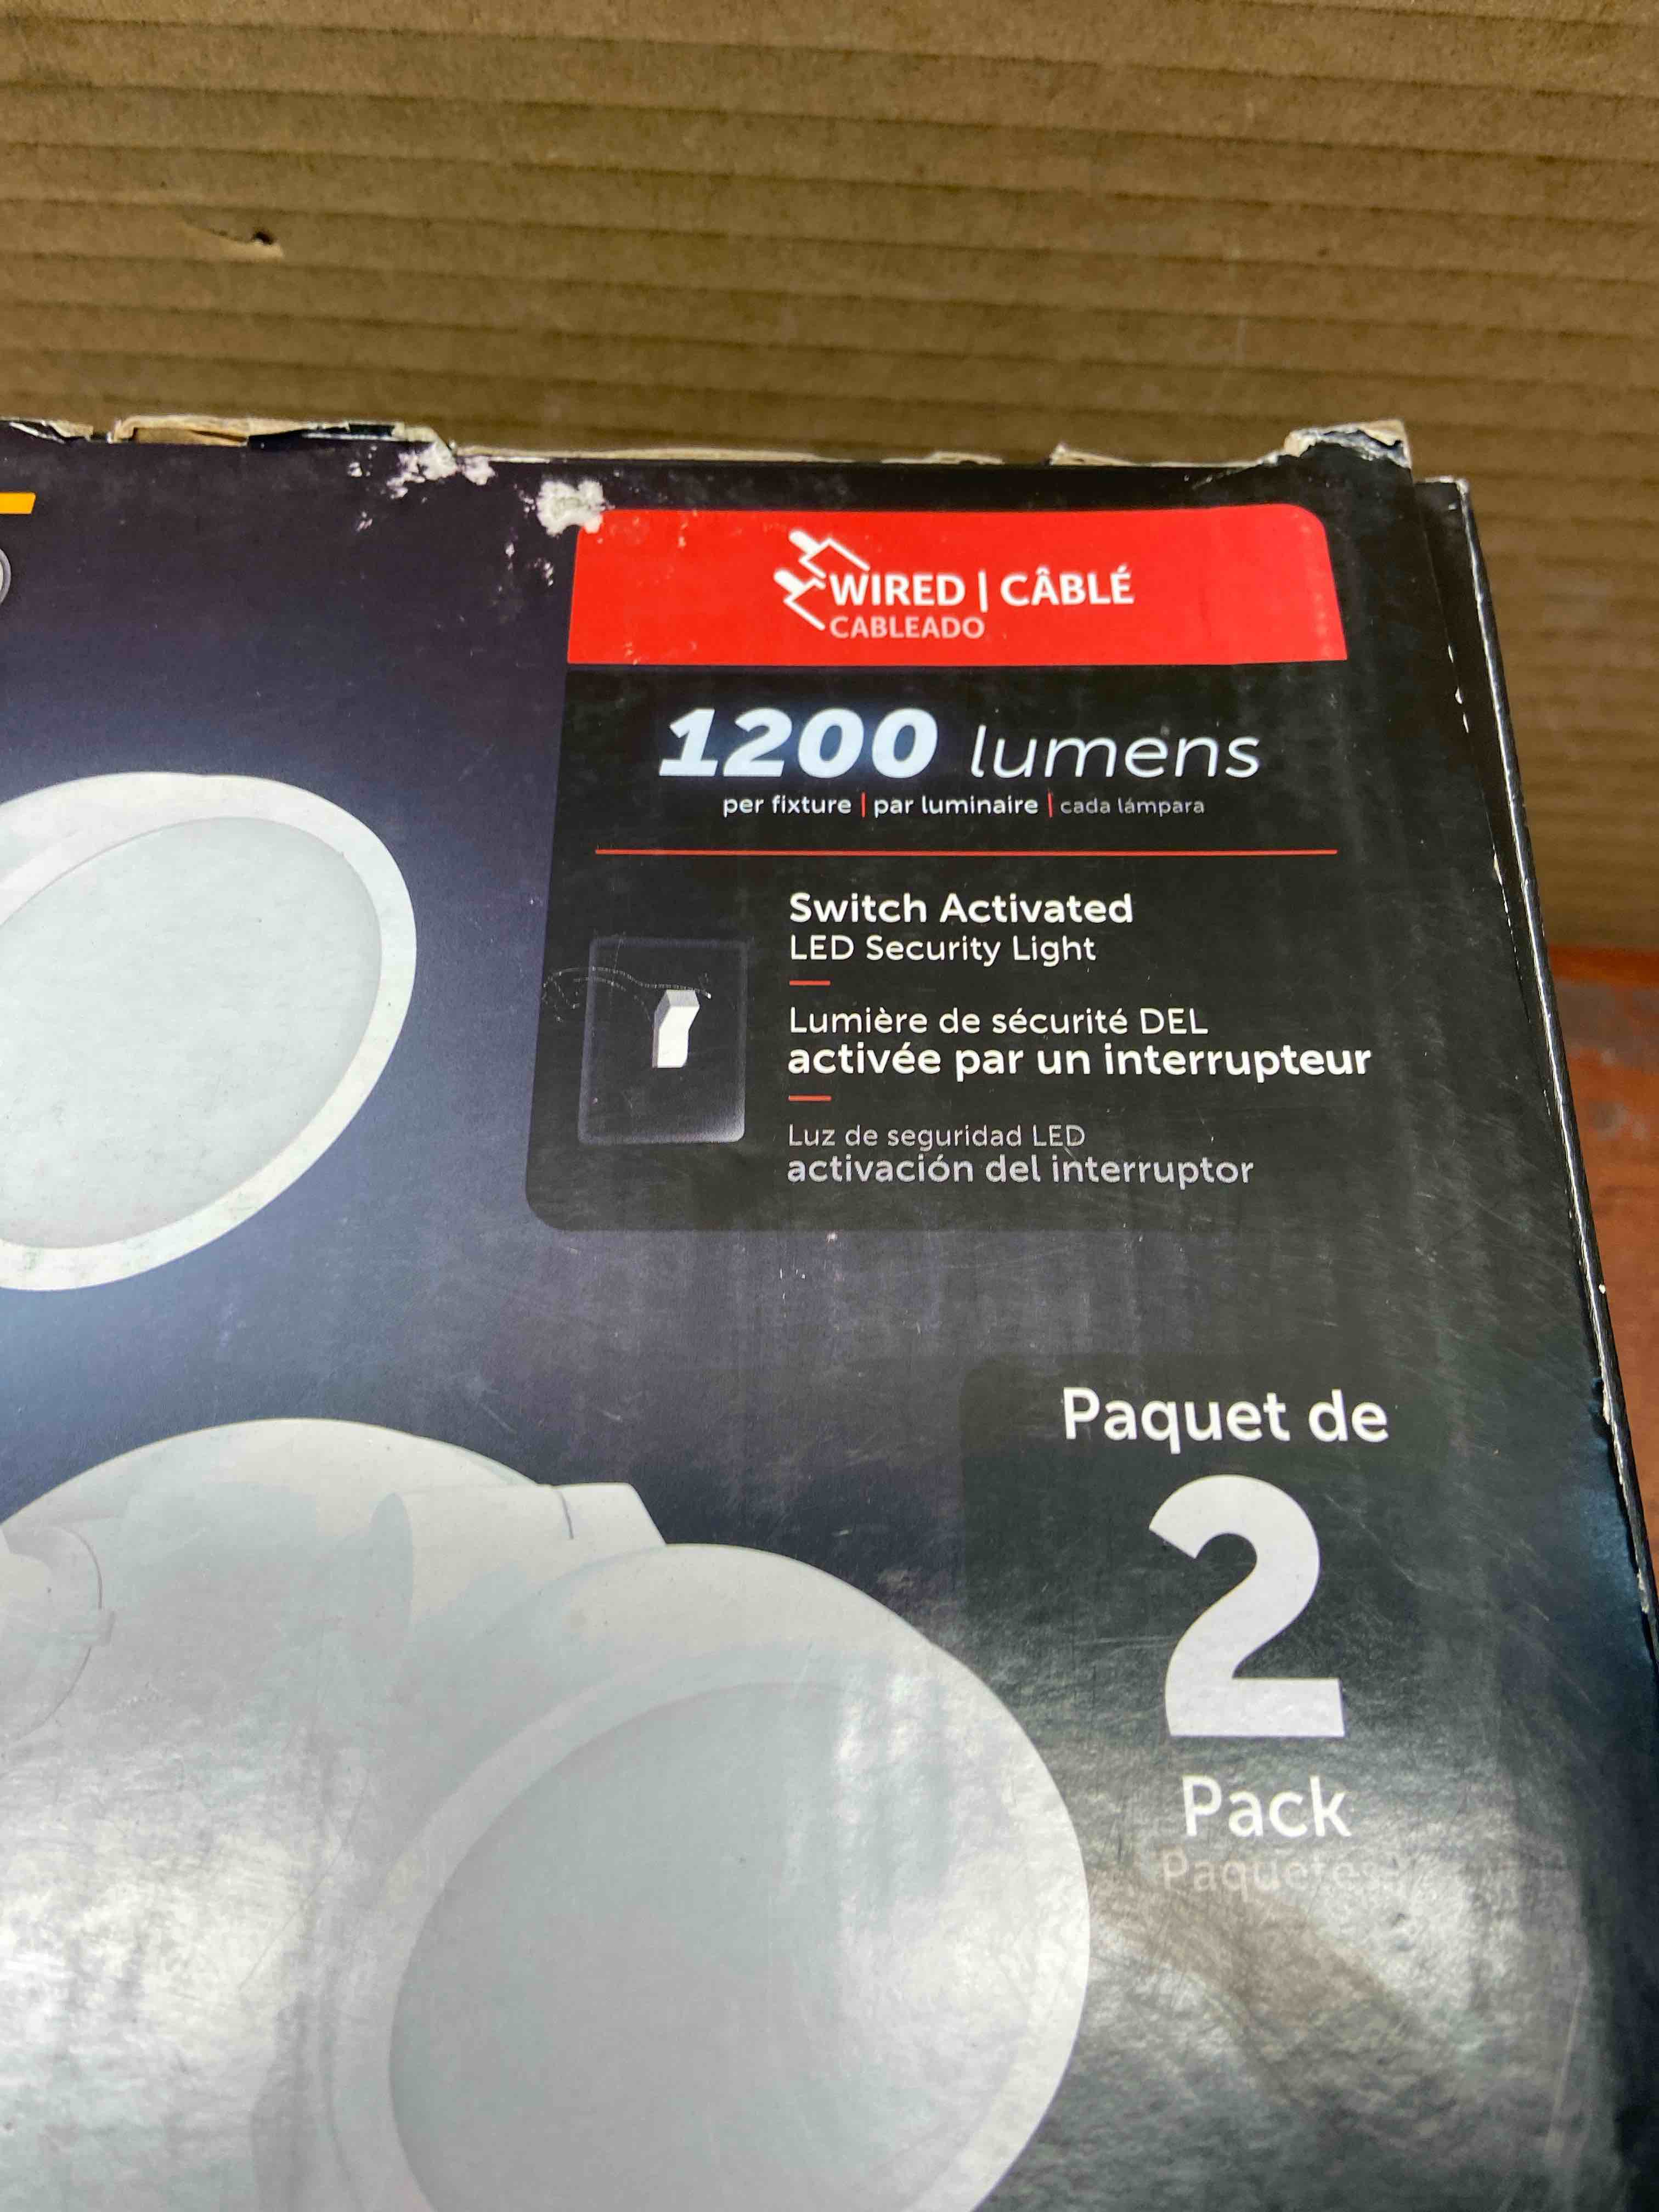 WIRED | CÂBLÉ
CABLEADO
1200 lumens
per fixture | par luminaire | cada lámpara
Switch Activated
LED Security Light
Lumière de sécurité DEL
activée par un interrupteur
Luz de seguridad LED
activación del interruptor
Paquet de
2
Pack
Paquetes